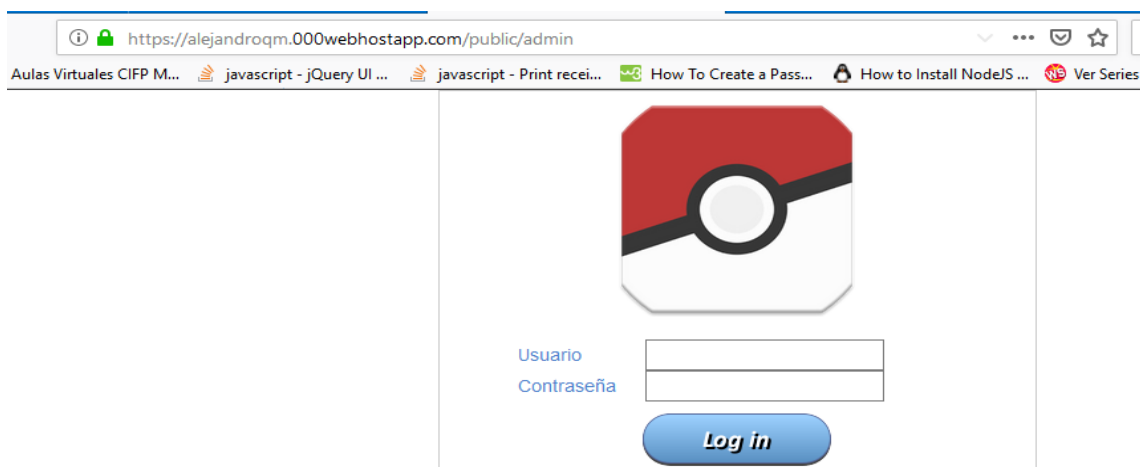 https://alejandroqm.000webhostapp.com/public/admin
Aulas Virtuales CIFP M... javascript - jQuery UI ... javascript - Print recei... How To Create a Pass... How to Install NodeJS ... Ver Series
Usuario
Contraseña
Log in